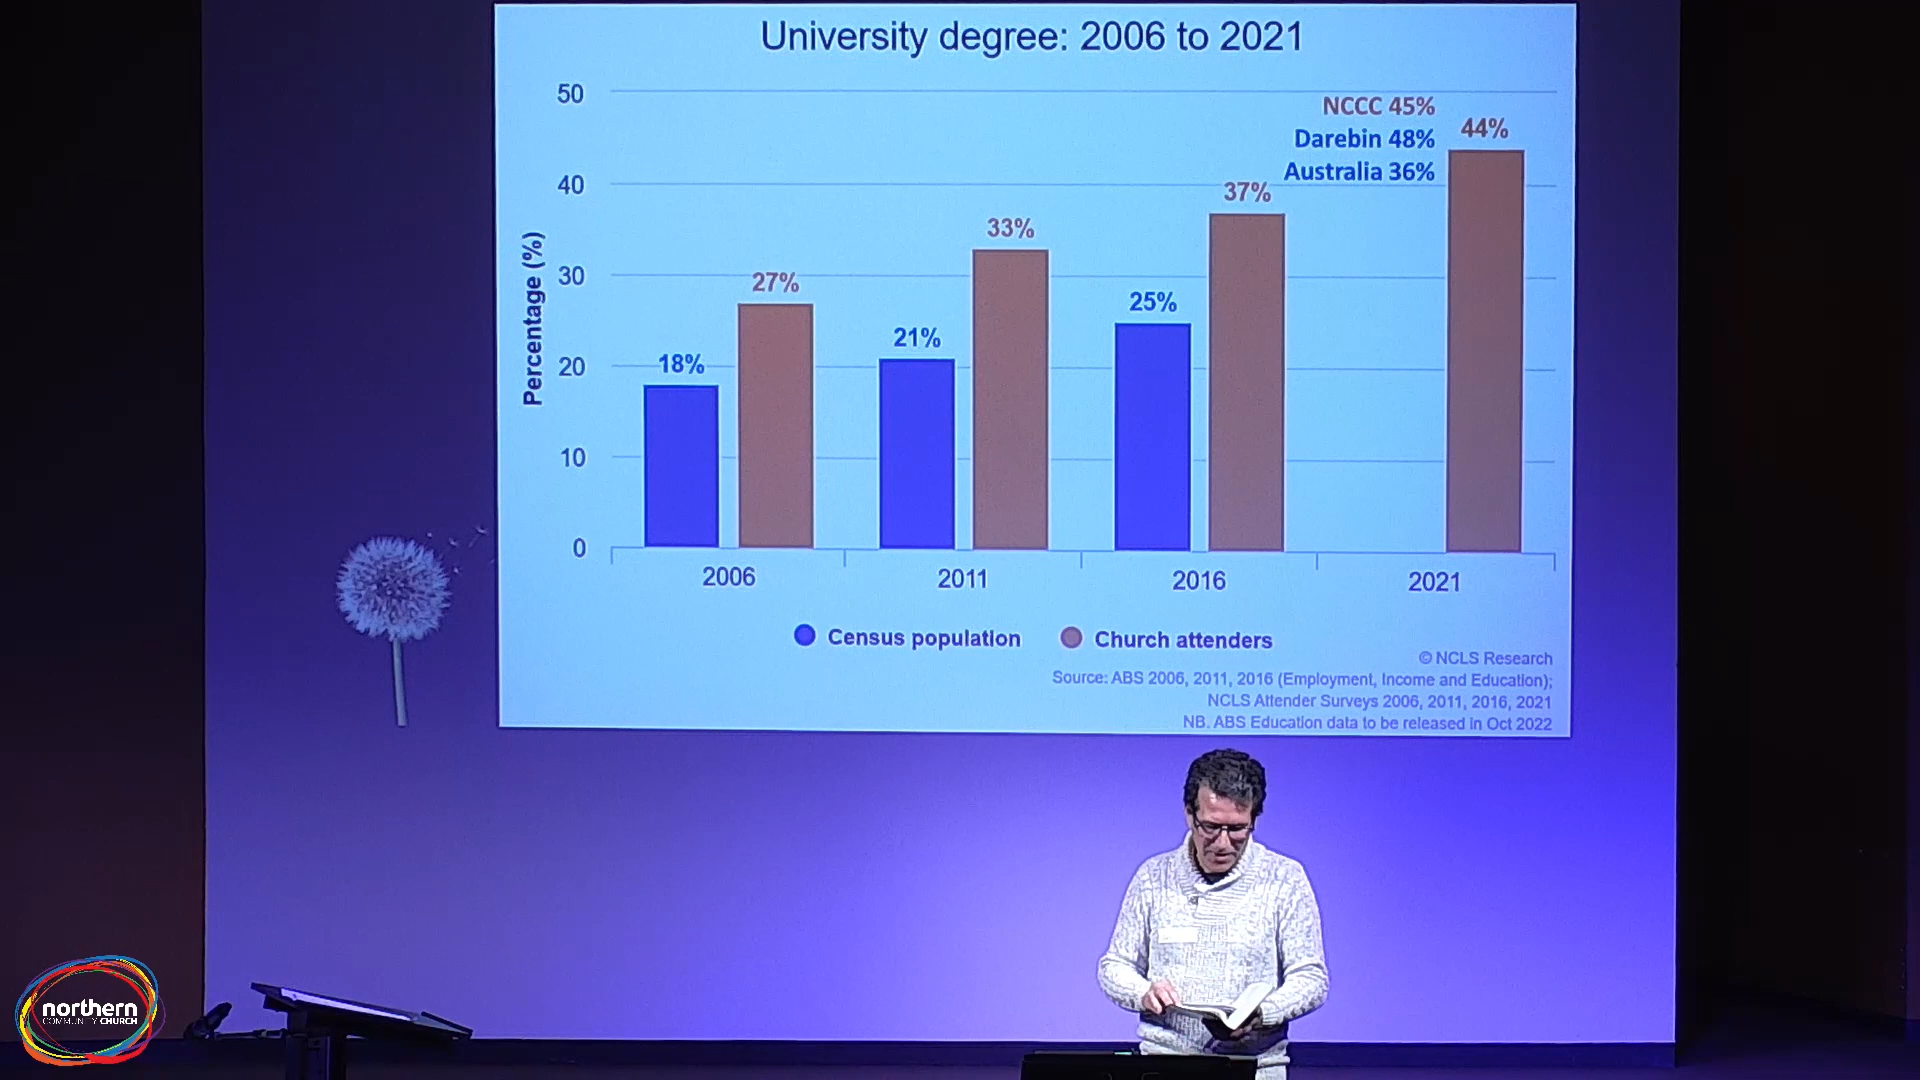 University degree: 2006 to 2021
50
40
30
20
10
0
Percentage (%)
18%
27%
21%
33%
25%
37%
44%
NCCC 45%
Darebin 48%
Australia 36%
2006
2011
2016
2021
Census population
Church attenders
© NCLS Research
Source: ABS 2006, 2011, 2016 (Employment, Income and Education);
NCLS Attender Surveys 2006, 2011, 2016, 2021
NB. ABS Education data to be released in Oct 2022
northern
COMMUNITY CHURCH